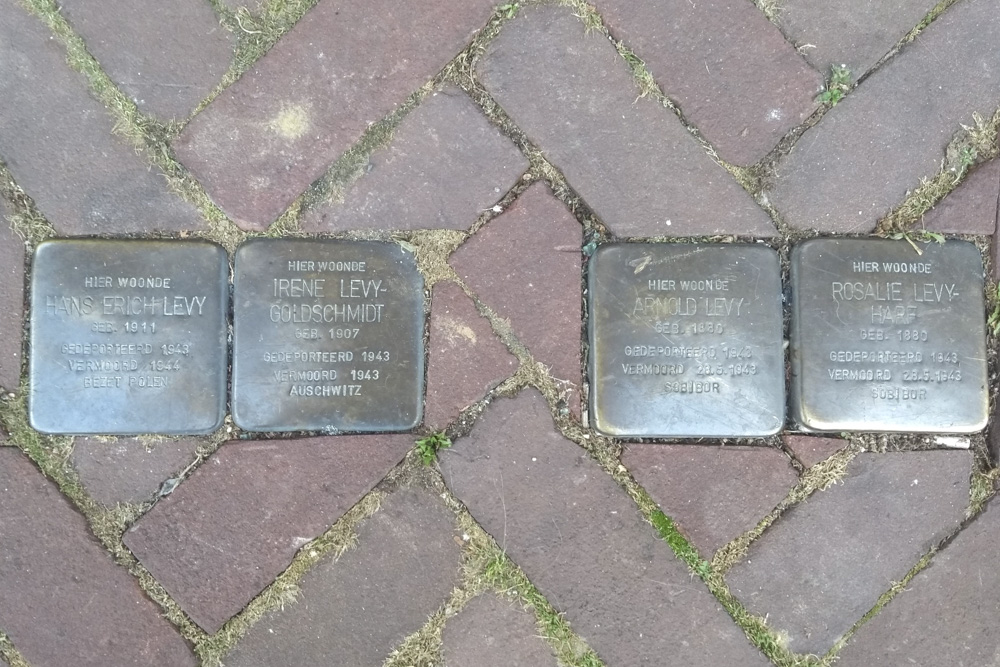 HIER WOONDE
HANS ERICH LEVY
GEB. 1911
GEDEPORTEERD 1943
VERMOORD 1944
BEZET POLEN
HIER WOONDE
IRENE LEVY-
GOLDSCHMIDT
GEB. 1907
GEDEPORTEERD 1943
VERMOORD 1943
AUSCHWITZ
HIER WOONDE
ARNOLD LEVY
GEB. 1880
GEDEPORTEERD 1943
VERMOORD 28.5.1943
SOBIBOR
HIER WOONDE
ROSALIE LEVY-
HARF
GEB. 1880
GEDEPORTEERD 1943
VERMOORD 28.5.1943
SOBIBOR